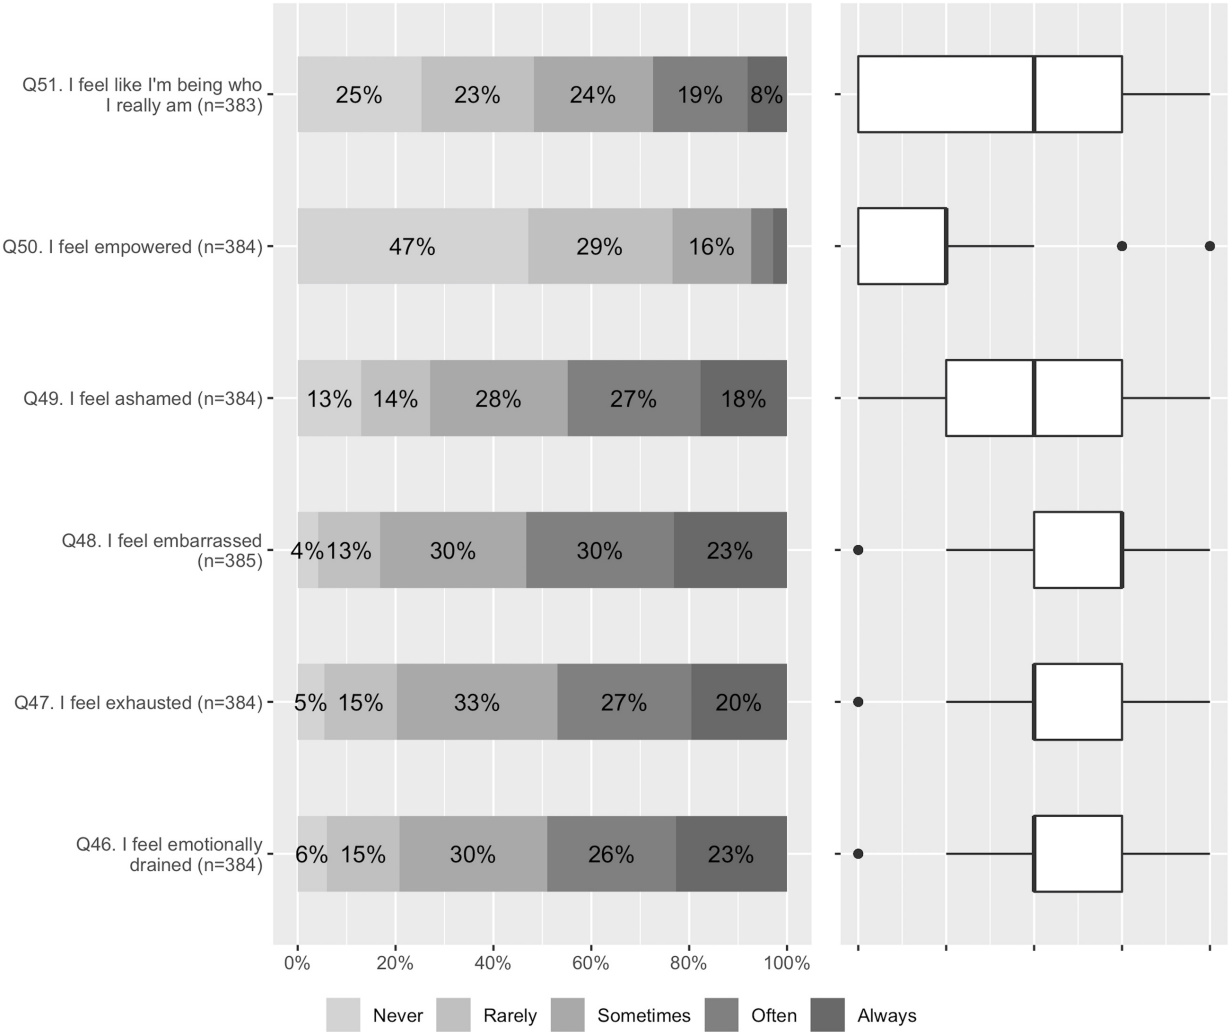 Q51. I feel like I'm being who
I really am (n=383)
25% 23% 24% 19% 8%
Q50. I feel empowered (n=384)
47% 29% 16%
Q49. I feel ashamed (n=384)
13% 14% 28% 27% 18%
Q48. I feel embarrassed
(n=385)
4% 13% 30% 30% 23%
Q47. I feel exhausted (n=384)
5% 15% 33% 27% 20%
Q46. I feel emotionally
drained (n=384)
6% 15% 30% 26% 23%
0% 20% 40% 60% 80% 100%
Never Rarely Sometimes Often Always